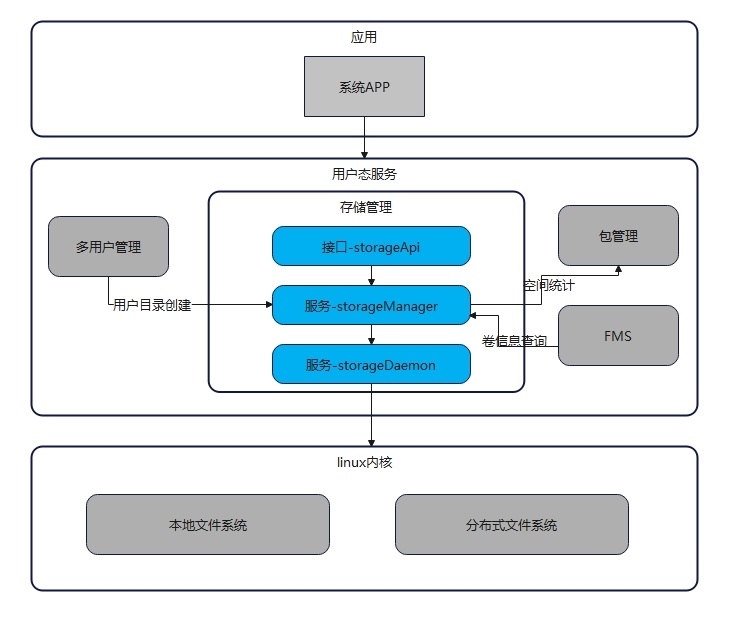 应用
系统APP
用户态服务
存储管理
多用户管理
接口-storageApi
包管理
空间统计
用户目录创建
服务-storageManager
卷信息查询
FMS
服务-storageDaemon
linux内核
本地文件系统
分布式文件系统